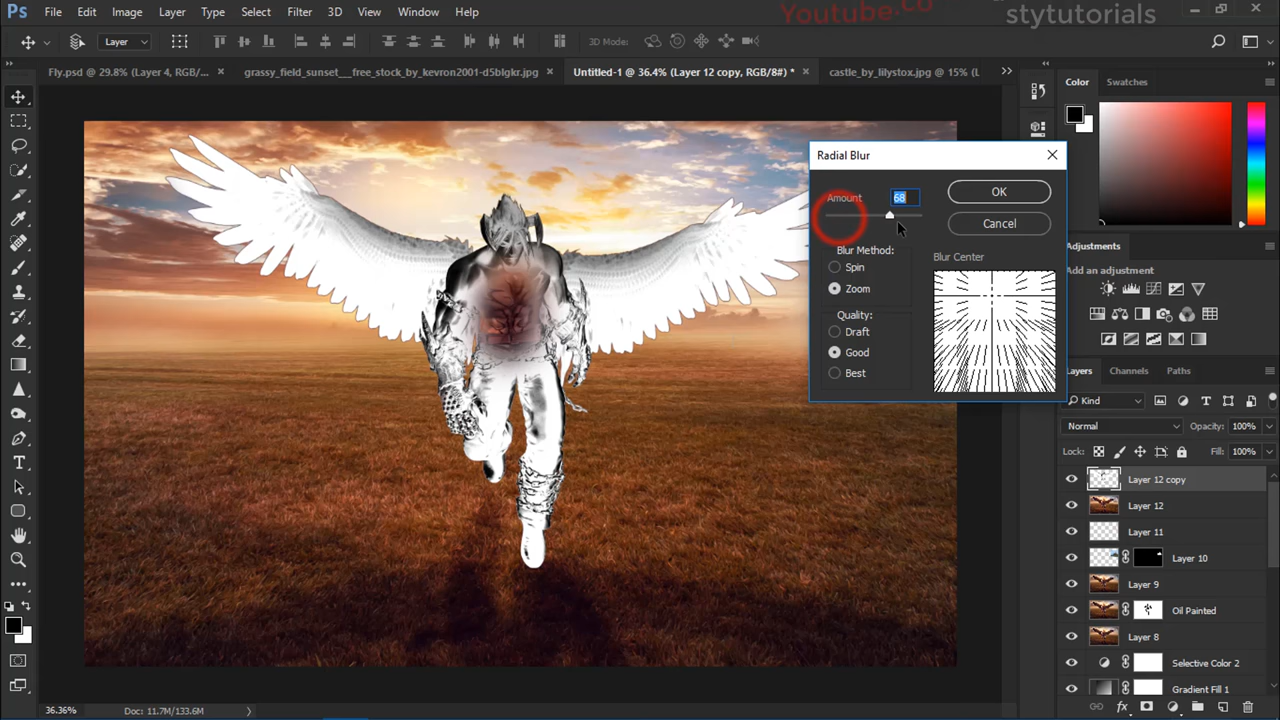 Ps File Edit Image Layer Type Select Filter 3D View Window Help
Youtube.co
stytutorials
Layer 3D Mode:
Fly.psd @ 29.8% (Layer 4, RGB/... × grassy_field_sunset___free_stock_by_kevron2001-d5blgkr.jpg × Untitled-1 @ 36.4% (Layer 12 copy, RGB/8#) * × castle_by_lilystox.jpg @ 15% (L
Color Swatches
Radial Blur
Amount 68
OK
Cancel
Blur Method:
Spin
Zoom
Blur Center
Quality:
Draft
Good
Best
Adjustments
Add an adjustment
Layers Channels Paths
Kind
Normal Opacity: 100%
Lock: Fill: 100%
Layer 12 copy
Layer 12
Layer 11
Layer 10
Layer 9
Oil Painted
Layer 8
Selective Color 2
Gradient Fill 1
36.36% Doc: 11.7M/133.6M